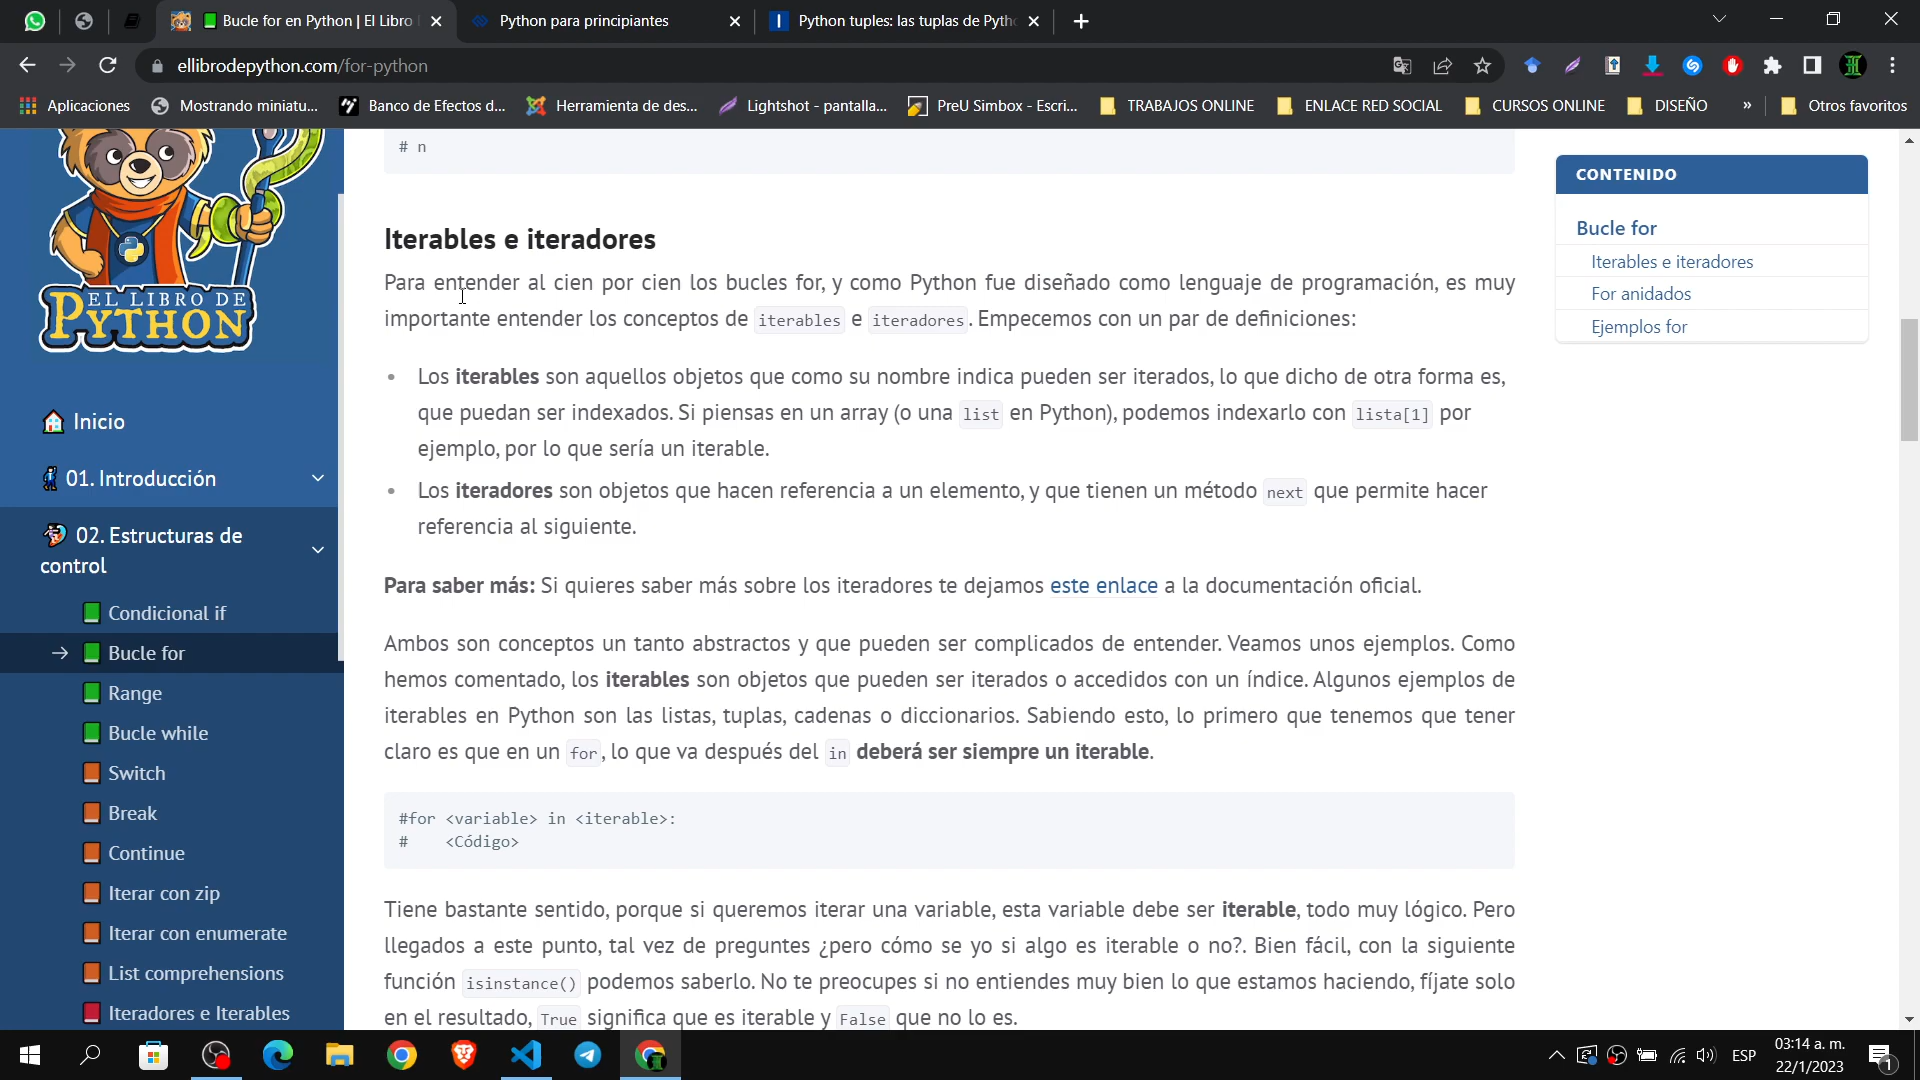 Bucle for en Python | El Libro
Python para principiantes
Python tuples: las tuplas de Pyth
ellibrodepython.com/for-python
Aplicaciones
Mostrando miniatu...
Banco de Efectos d...
Herramienta de des...
Lightshot - pantalla...
PreU Simbox - Escri...
TRABAJOS ONLINE
ENLACE RED SOCIAL
CURSOS ONLINE
DISEÑO
»
Otros favoritos
EL LIBRO DE
PYTHON
Inicio
01. Introducción
02. Estructuras de
control
Condicional if
→ Bucle for
Range
Bucle while
Switch
Break
Continue
Iterar con zip
Iterar con enumerate
List comprehensions
Iteradores e Iterables
# n
Iterables e iteradores
Para entender al cien por cien los bucles for, y como Python fue diseñado como lenguaje de programación, es muy
importante entender los conceptos de iterables e iteradores. Empecemos con un par de definiciones:
• Los iterables son aquellos objetos que como su nombre indica pueden ser iterados, lo que dicho de otra forma es,
que puedan ser indexados. Si piensas en un array (o una list en Python), podemos indexarlo con lista[1] por
ejemplo, por lo que sería un iterable.
• Los iteradores son objetos que hacen referencia a un elemento, y que tienen un método next que permite hacer
referencia al siguiente.
Para saber más: Si quieres saber más sobre los iteradores te dejamos este enlace a la documentación oficial.
Ambos son conceptos un tanto abstractos y que pueden ser complicados de entender. Veamos unos ejemplos. Como
hemos comentado, los iterables son objetos que pueden ser iterados o accedidos con un índice. Algunos ejemplos de
iterables en Python son las listas, tuplas, cadenas o diccionarios. Sabiendo esto, lo primero que tenemos que tener
claro es que en un for, lo que va después del in deberá ser siempre un iterable.
#for <variable> in <iterable>:
#    <Código>
Tiene bastante sentido, porque si queremos iterar una variable, esta variable debe ser iterable, todo muy lógico. Pero
llegados a este punto, tal vez de preguntes ¿pero cómo se yo si algo es iterable o no?. Bien fácil, con la siguiente
función isinstance() podemos saberlo. No te preocupes si no entiendes muy bien lo que estamos haciendo, fíjate solo
en el resultado, True significa que es iterable y False que no lo es.
CONTENIDO
Bucle for
Iterables e iteradores
For anidados
Ejemplos for
ESP
03:14 a. m.
22/1/2023
1